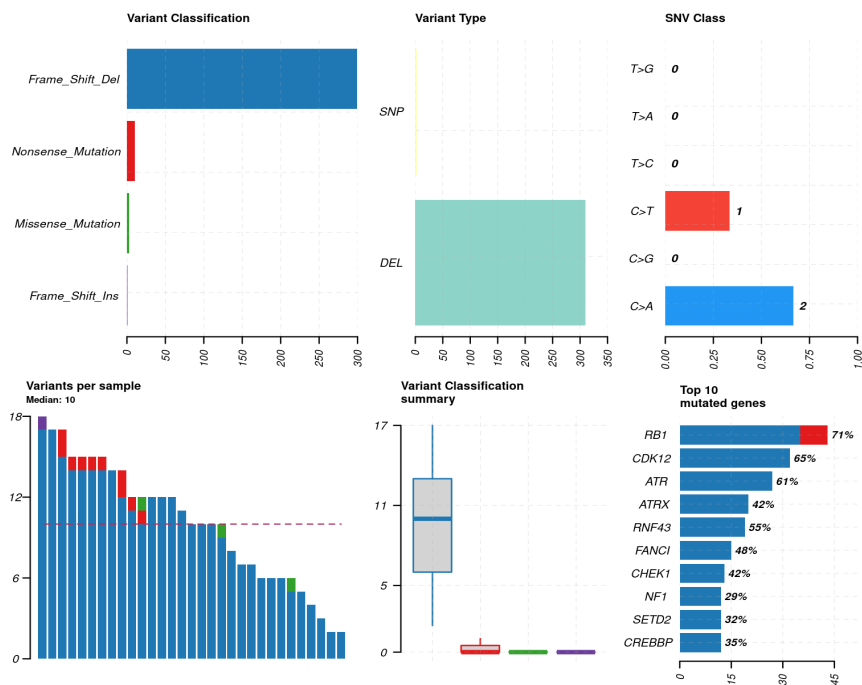 Variant Classification
Frame_Shift_Del
Nonsense_Mutation
Missense_Mutation
Frame_Shift_Ins
0 50 100 150 200 250 300
Variant Type
SNP
DEL
0 50 100 150 200 250 300 350
SNV Class
T>G 0
T>A 0
T>C 0
C>T 1
C>G 0
C>A 2
0.00 0.25 0.50 0.75 1.00
Variants per sample
Median: 10
18
12
6
0
Variant Classification
summary
17
11
5
0
Top 10
mutated genes
RB1 71%
CDK12 65%
ATR 61%
ATRX 42%
RNF43 55%
FANCI 48%
CHEK1 42%
NF1 29%
SETD2 32%
CREBBP 35%
0 15 30 45